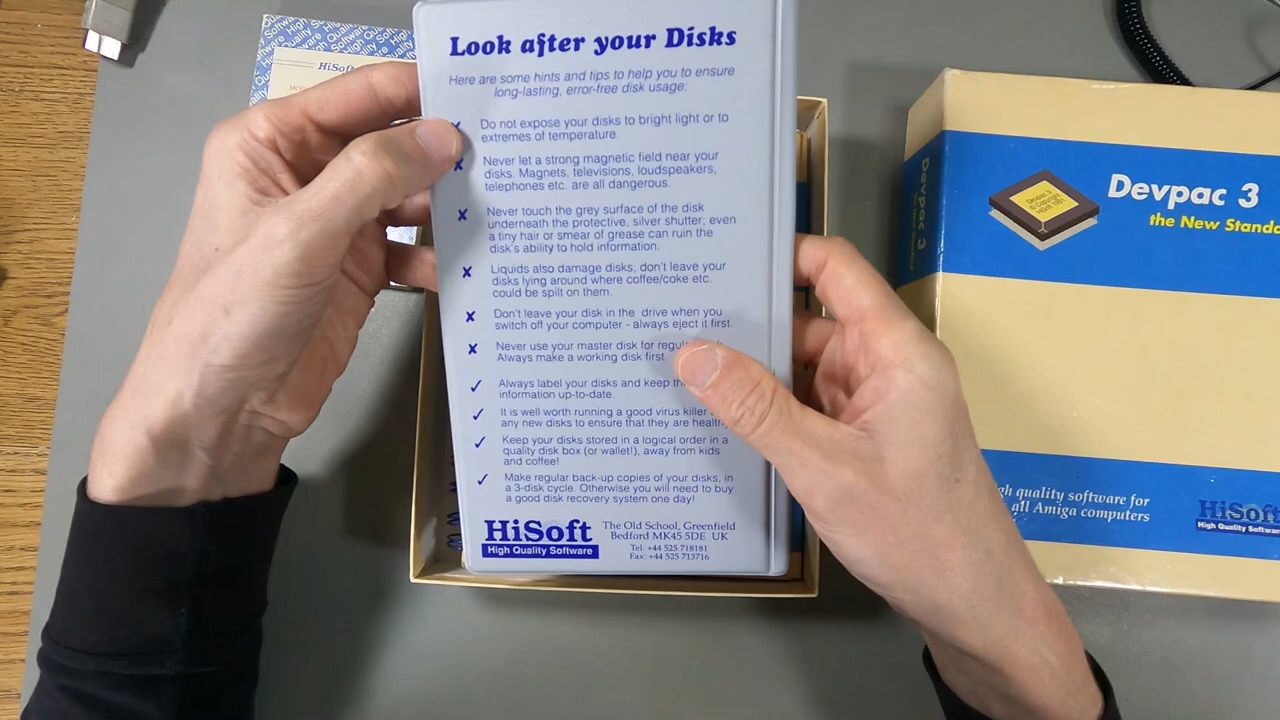 Look after your Disks
Here are some hints and tips to help you to ensure
long-lasting, error-free disk usage:
✗ Do not expose your disks to bright light or to
extremes of temperature.
✗ Never let a strong magnetic field near your
disks. Magnets, televisions, loudspeakers,
telephones etc. are all dangerous.
✗ Never touch the grey surface of the disk
underneath the protective, silver shutter; even
a tiny hair or smear of grease can ruin the
disk's ability to hold information.
✗ Liquids also damage disks; don't leave your
disks lying around where coffee/coke etc.
could be spilt on them.
✗ Don't leave your disk in the drive when you
switch off your computer - always eject it first.
✗ Never use your master disk for
Always make a working disk first.
✓ Always label your disks and keep
information up-to-date.
✓ It is well worth running a good virus killer
any new disks to ensure that they are
✓ Keep your disks stored in a logical order in a
quality disk box (or wallet!), away from kids
and coffee!
✓ Make regular back-up copies of your disks, in
a 3-disk cycle. Otherwise you will need to buy
a good disk recovery system one day!
HiSoft
High Quality Software
The Old School, Greenfield
Bedford MK45 5DE UK
Tel: +44 525 718181
Fax: +44 525 713716
HiSoft
Devpac 3
Devpac 3
© Copyright
HiSoft 1991
Devpac 3
the New
quality software for
all Amiga computers
HiSoft
High Quality